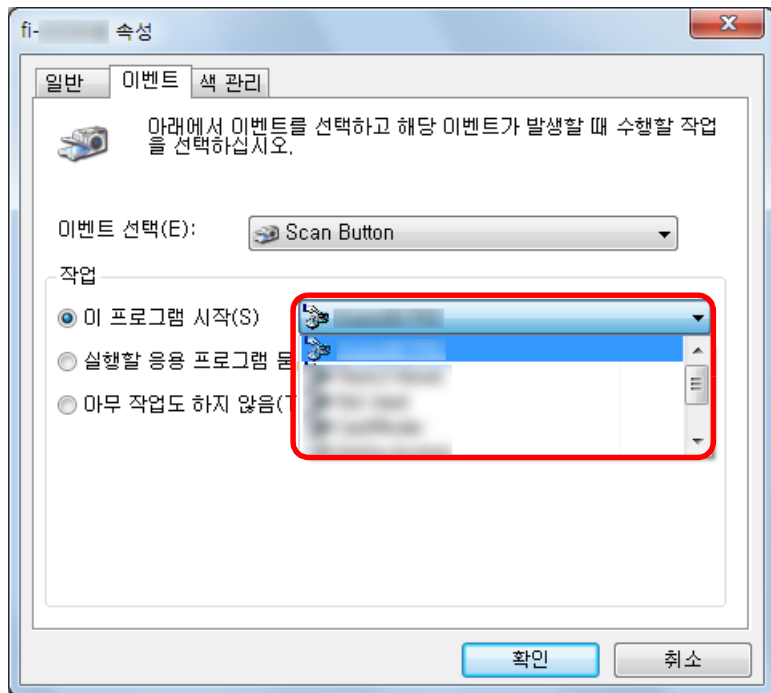 fi- 속성
일반 이벤트 색 관리
아래에서 이벤트를 선택하고 해당 이벤트가 발생할 때 수행할 작업
을 선택하십시오.
이벤트 선택(E): Scan Button
작업
이 프로그램 시작(S)
실행할 응용 프로그램
아무 작업도 하지 않음(T
확인 취소